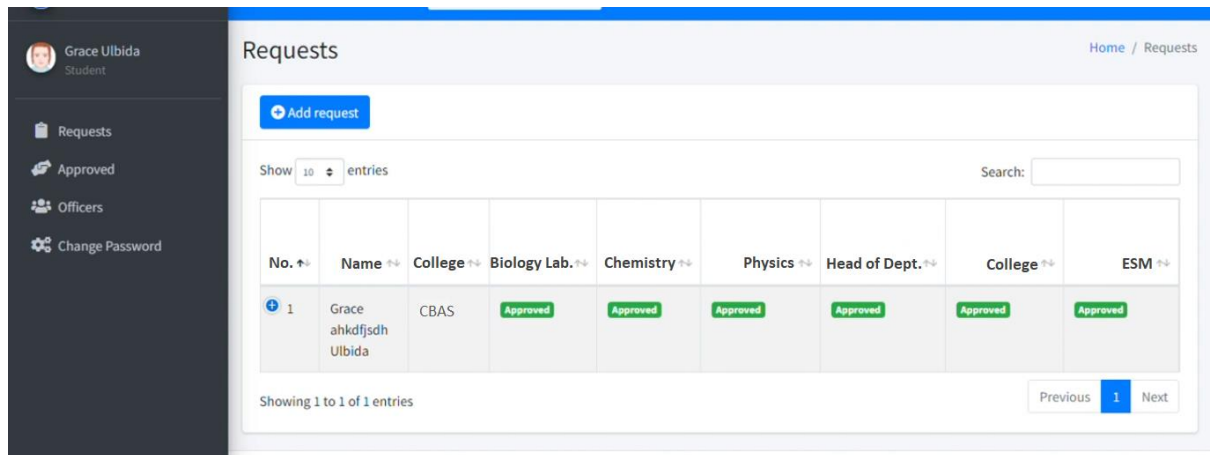 Grace Ulbida
Student
Requests
Approved
Officers
Change Password
Requests
Home / Requests
Add request
Show 10 entries
Search:
No. Name College Biology Lab. Chemistry Physics Head of Dept. College ESM
1 Grace ahkdfjsdh Ulbida CBAS Approved Approved Approved Approved Approved Approved
Showing 1 to 1 of 1 entries
Previous 1 Next